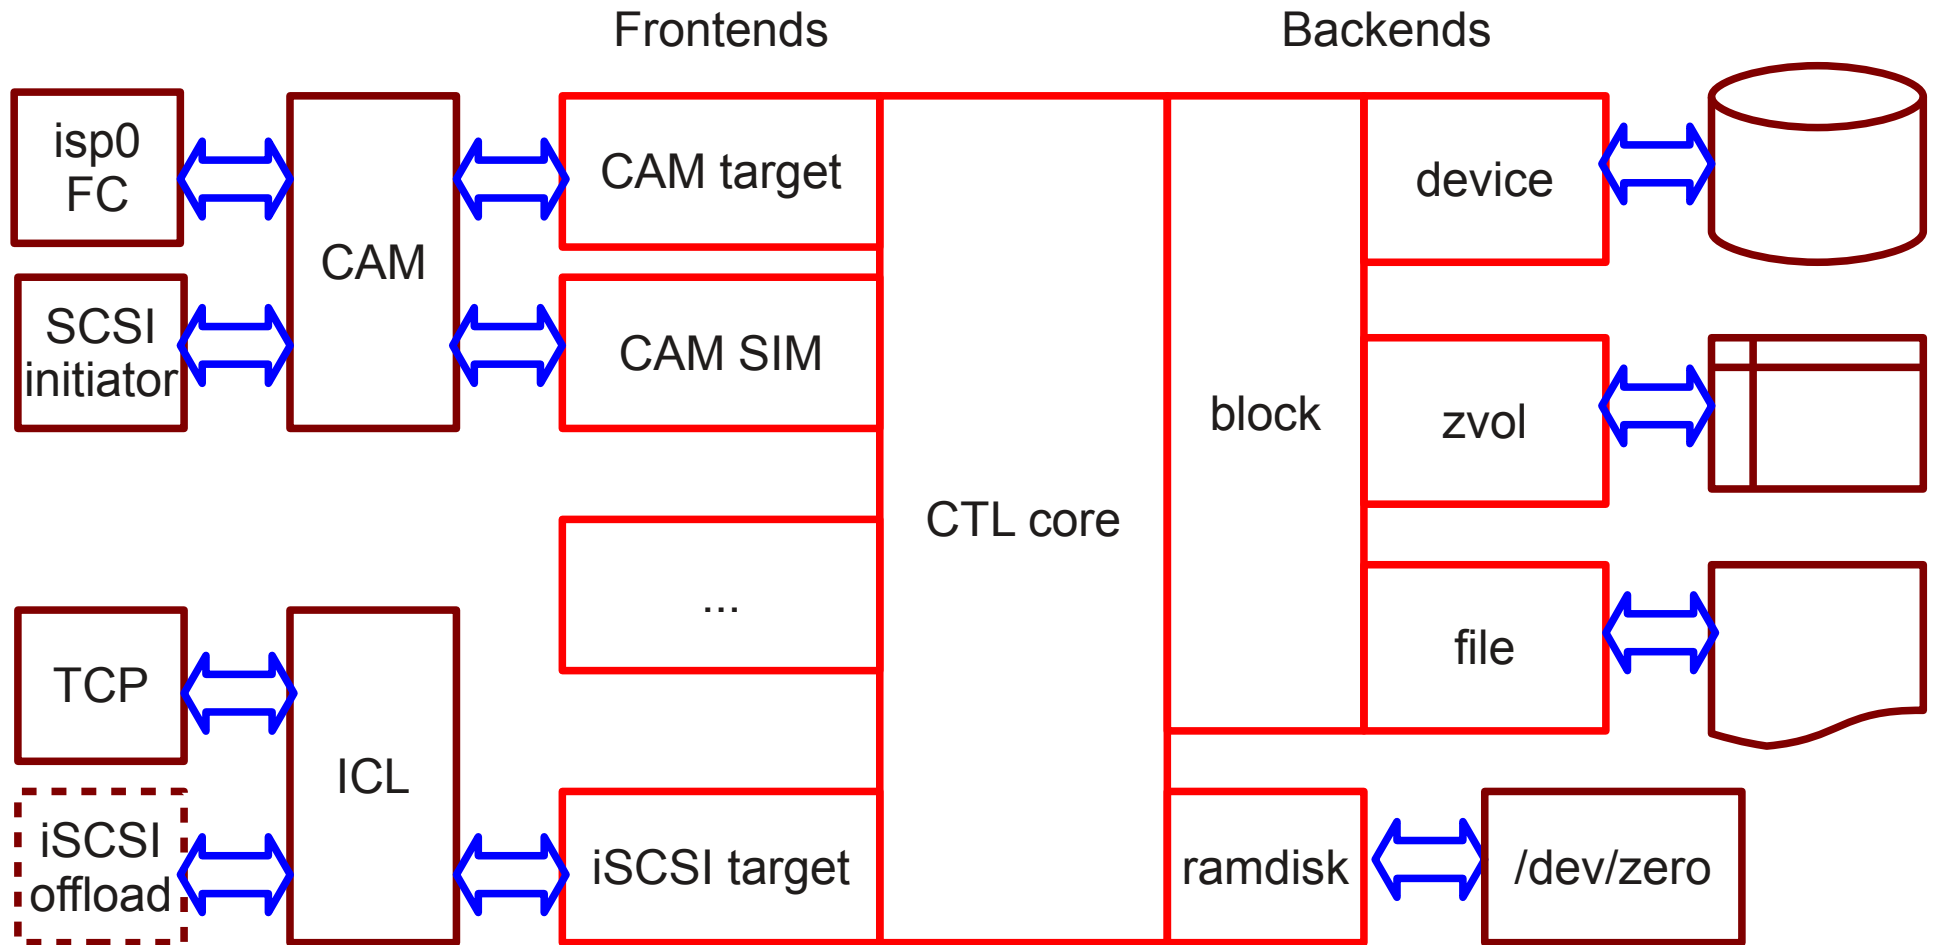 Frontends
Backends
isp0
FC
CAM
CAM target
device
SCSI
initiator
CAM SIM
block
zvol
CTL core
...
file
TCP
ICL
iSCSI
offload
iSCSI target
ramdisk
/dev/zero